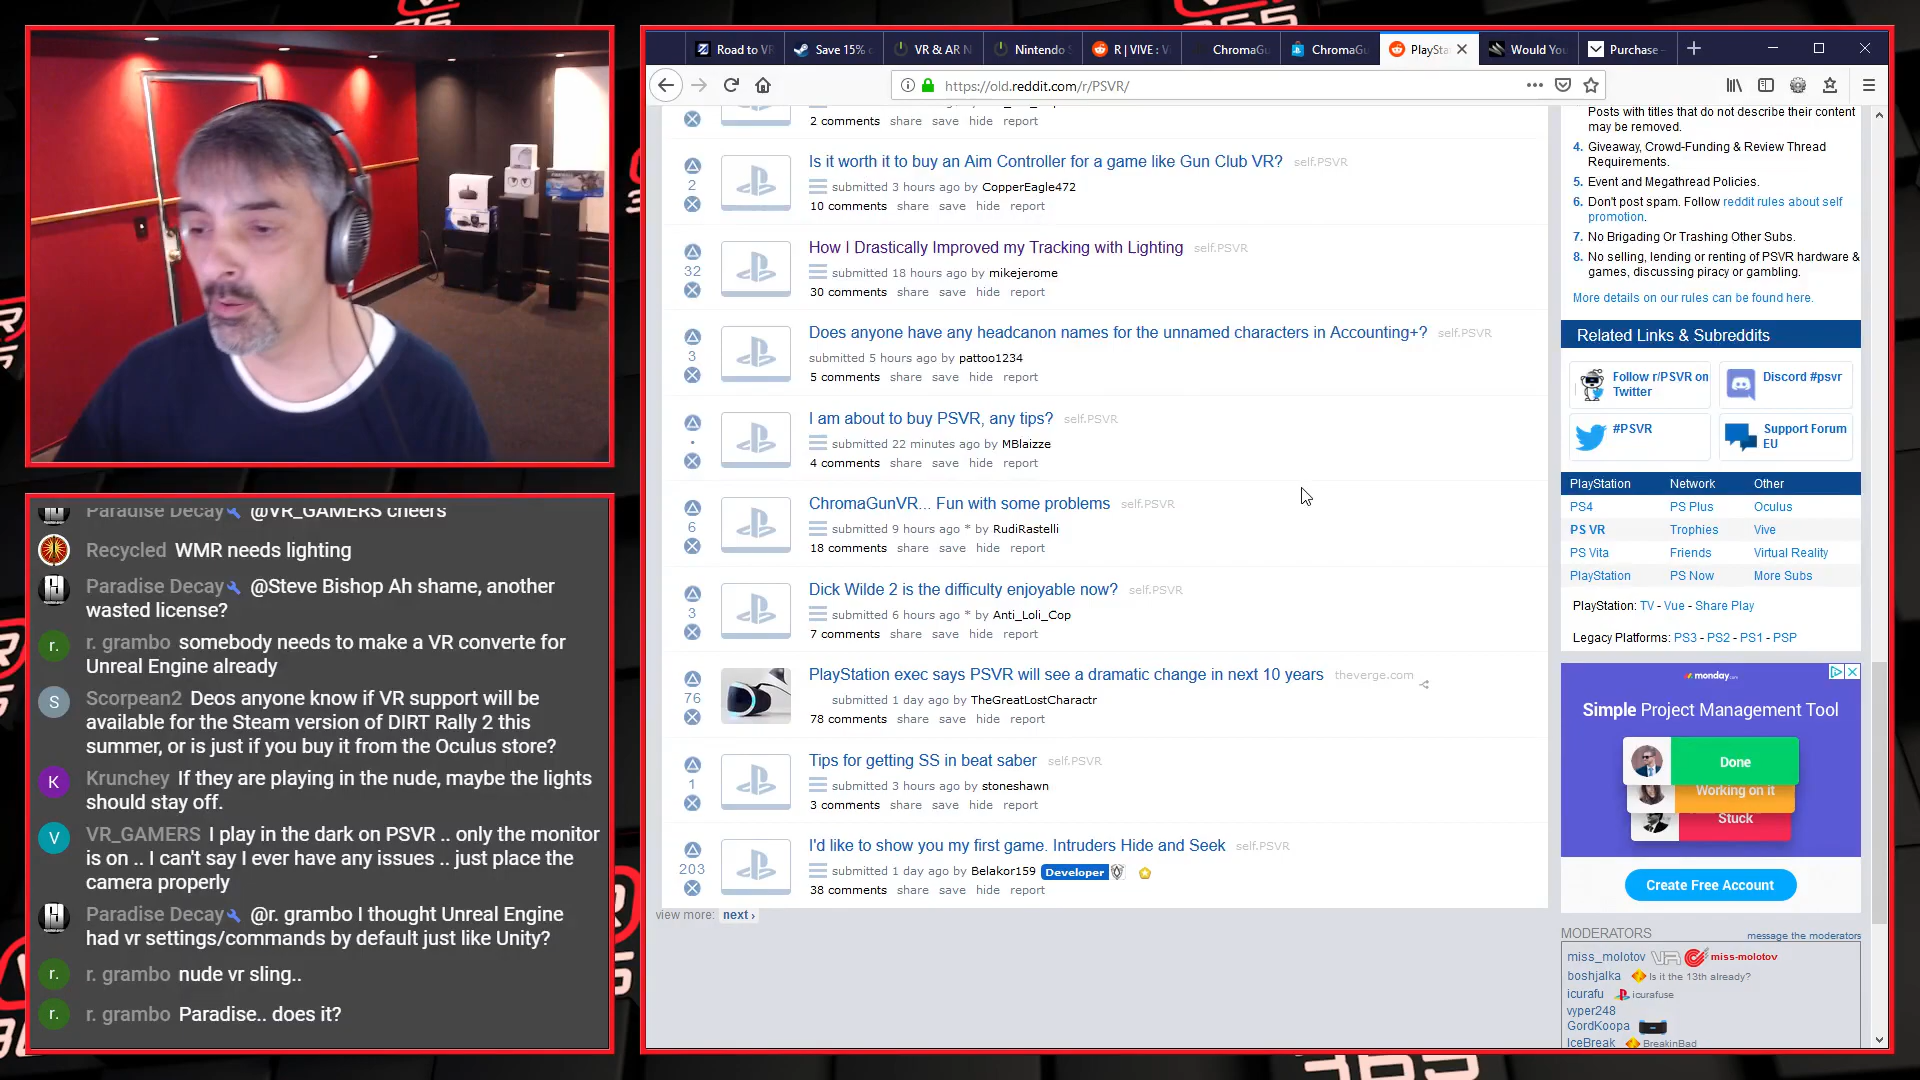 Road to VR
Save 15% o
VR & AR N
Nintendo S
R | VIVE : V
ChromaGu
ChromaGu
PlaySta
Would You
Purchase
https://old.reddit.com/r/PSVR/
2 comments share save hide report
Is it worth it to buy an Aim Controller for a game like Gun Club VR? self.PSVR
2
submitted 3 hours ago by CopperEagle472
10 comments share save hide report
How I Drastically Improved my Tracking with Lighting self.PSVR
32
submitted 18 hours ago by mikejerome
30 comments share save hide report
Does anyone have any headcanon names for the unnamed characters in Accounting+? self.PSVR
3
submitted 5 hours ago by pattoo1234
5 comments share save hide report
I am about to buy PSVR, any tips? self.PSVR
•
submitted 22 minutes ago by MBlaizze
4 comments share save hide report
ChromaGunVR... Fun with some problems self.PSVR
6
submitted 9 hours ago * by RudiRastelli
18 comments share save hide report
Dick Wilde 2 is the difficulty enjoyable now? self.PSVR
3
submitted 6 hours ago * by Anti_Loli_Cop
7 comments share save hide report
PlayStation exec says PSVR will see a dramatic change in next 10 years theverge.com
76
submitted 1 day ago by TheGreatLostCharactr
78 comments share save hide report
Tips for getting SS in beat saber self.PSVR
1
submitted 3 hours ago by stoneshawn
3 comments share save hide report
I'd like to show you my first game. Intruders Hide and Seek self.PSVR
203
submitted 1 day ago by Belakor159 Developer
38 comments share save hide report
view more: next ›
Posts with titles that do not describe their content
may be removed.
4. Giveaway, Crowd-Funding & Review Thread
Requirements.
5. Event and Megathread Policies.
6. Don't post spam. Follow reddit rules about self
promotion.
7. No Brigading Or Trashing Other Subs.
8. No selling, lending or renting of PSVR hardware &
games, discussing piracy or gambling.
More details on our rules can be found here.
Related Links & Subreddits
Follow r/PSVR on
Twitter
Discord #psvr
#PSVR
Support Forum
EU
PlayStation Network Other
PS4 PS Plus Oculus
PS VR Trophies Vive
PS Vita Friends Virtual Reality
PlayStation PS Now More Subs
PlayStation: TV - Vue - Share Play
Legacy Platforms: PS3 - PS2 - PS1 - PSP
monday.com
Simple Project Management Tool
Done
Working on it
Stuck
Create Free Account
MODERATORS message the moderators
miss_molotov miss-molotov
boshjalka Is it the 13th already?
icurafu icurafuse
vyper248
GordKoopa
IceBreak BreakinBad
Paradise Decay @VR_GAMERS cheers
Recycled WMR needs lighting
Paradise Decay @Steve Bishop Ah shame, another
wasted license?
r. r. grambo somebody needs to make a VR converte for
Unreal Engine already
S Scorpean2 Deos anyone know if VR support will be
available for the Steam version of DIRT Rally 2 this
summer, or is just if you buy it from the Oculus store?
K Krunchey If they are playing in the nude, maybe the lights
should stay off.
V VR_GAMERS I play in the dark on PSVR .. only the monitor
is on .. I can't say I ever have any issues .. just place the
camera properly
Paradise Decay @r. grambo I thought Unreal Engine
had vr settings/commands by default just like Unity?
r. r. grambo nude vr sling..
r. r. grambo Paradise.. does it?